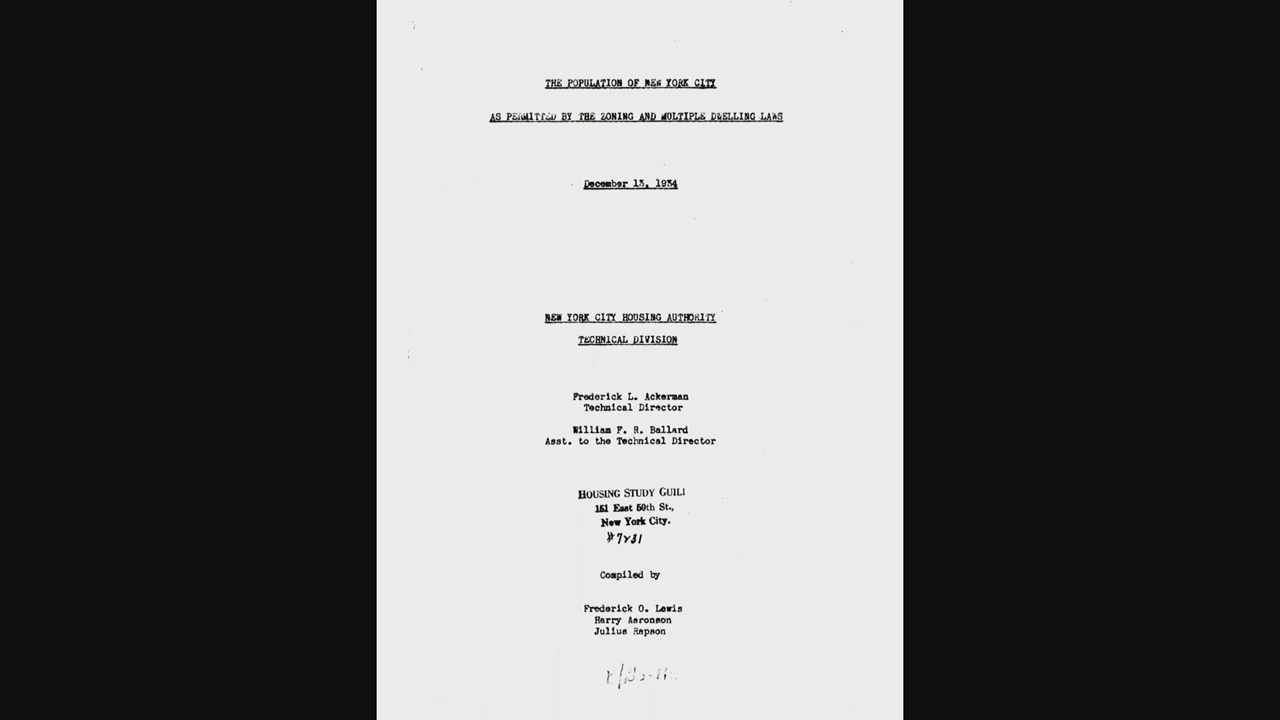 THE POPULATION OF NEW YORK CITY
AS PERMITTED BY THE ZONING AND MULTIPLE DWELLING LAWS
December 13, 1934
NEW YORK CITY HOUSING AUTHORITY
TECHNICAL DIVISION
Frederick L. Ackerman
Technical Director
William F. R. Ballard
Asst. to the Technical Director
HOUSING STUDY GUIL
151 East 50th St.,
New York City.
Compiled by
Frederick O. Lewis
Harry Aaronson
Julius Rapson